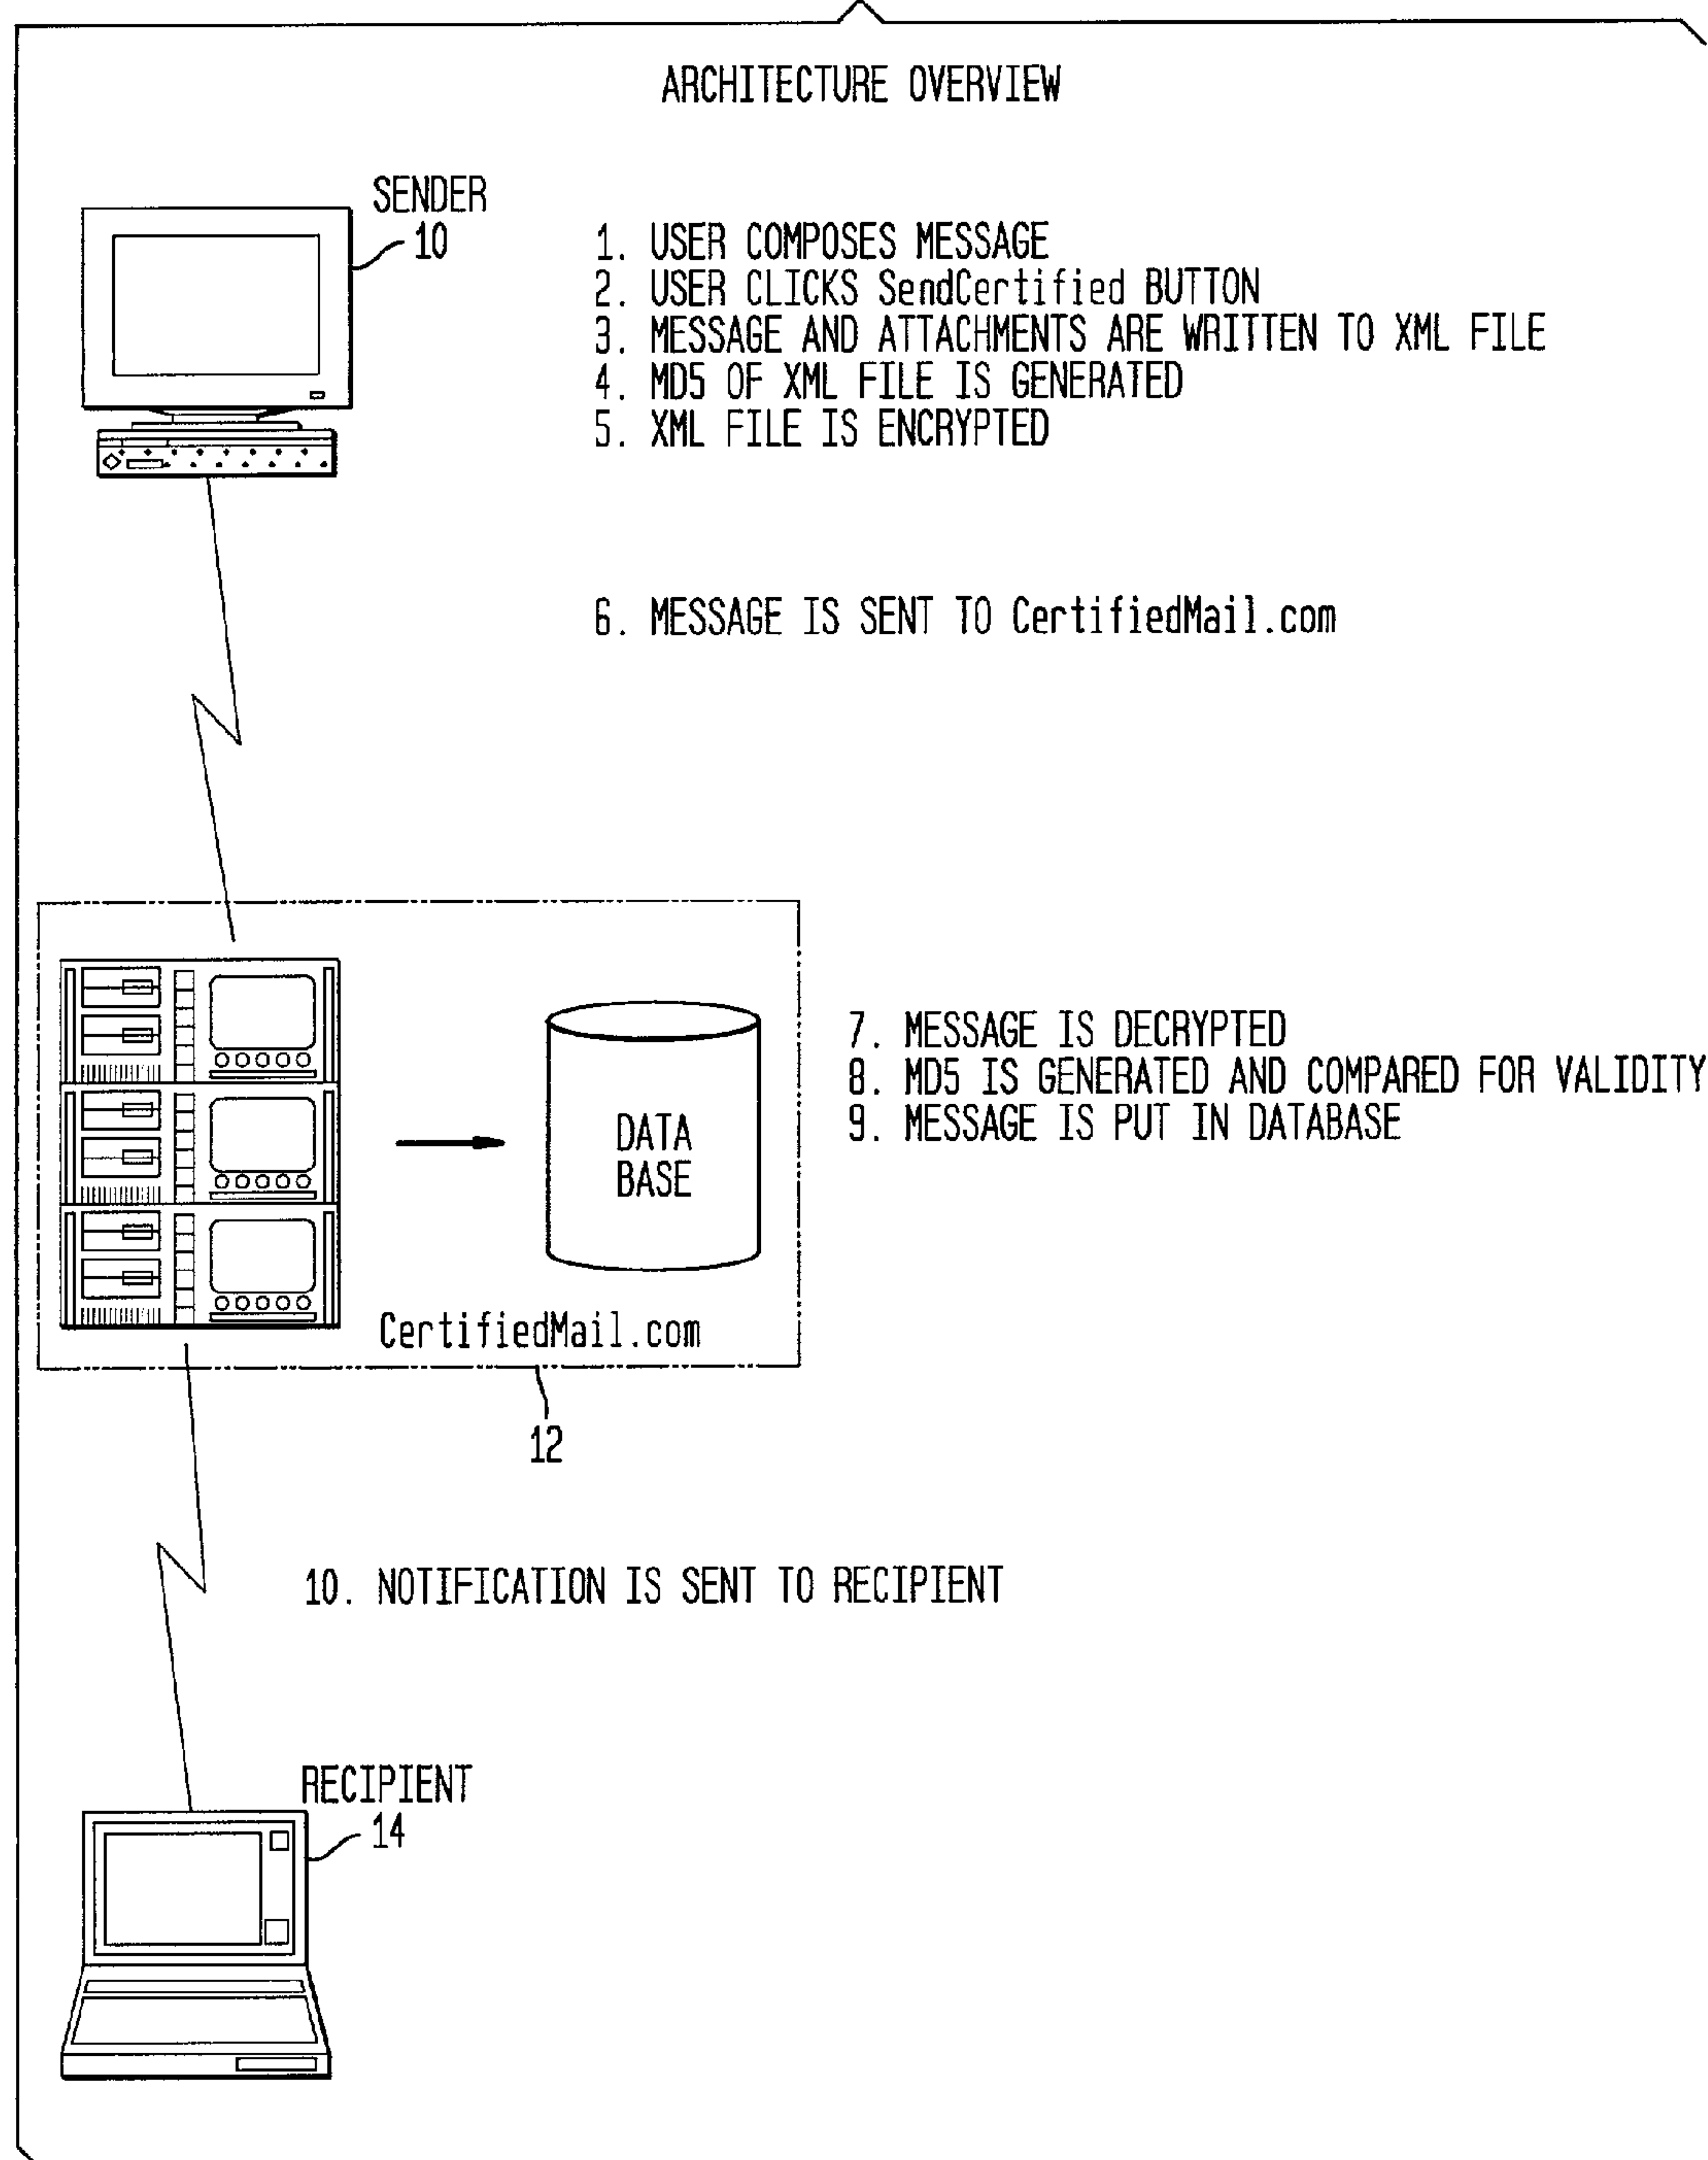 ARCHITECTURE OVERVIEW
SENDER
10
1. USER COMPOSES MESSAGE
2. USER CLICKS SendCertified BUTTON
3. MESSAGE AND ATTACHMENTS ARE WRITTEN TO XML FILE
4. MD5 OF XML FILE IS GENERATED
5. XML FILE IS ENCRYPTED
6. MESSAGE IS SENT TO CertifiedMail.com
7. MESSAGE IS DECRYPTED
8. MD5 IS GENERATED AND COMPARED FOR VALIDITY
9. MESSAGE IS PUT IN DATABASE
DATA
BASE
CertifiedMail.com
12
10. NOTIFICATION IS SENT TO RECIPIENT
RECIPIENT
14